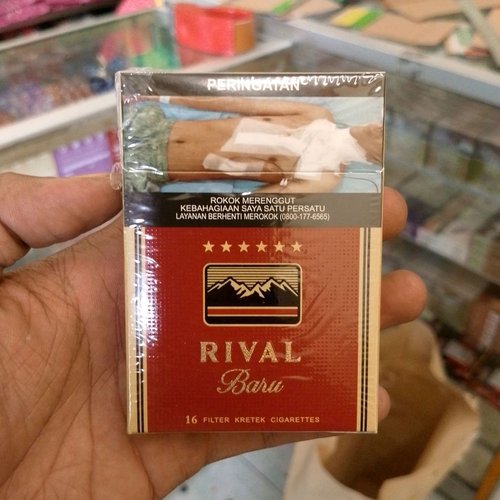 PERINGATAN
ROKOK MERENGGUT
KEBAHAGIAAN SAYA SATU PERSATU
LAYANAN BERHENTI MEROKOK (0800-177-6565)
RIVAL
Baru
16 FILTER KRETEK CIGARETTES